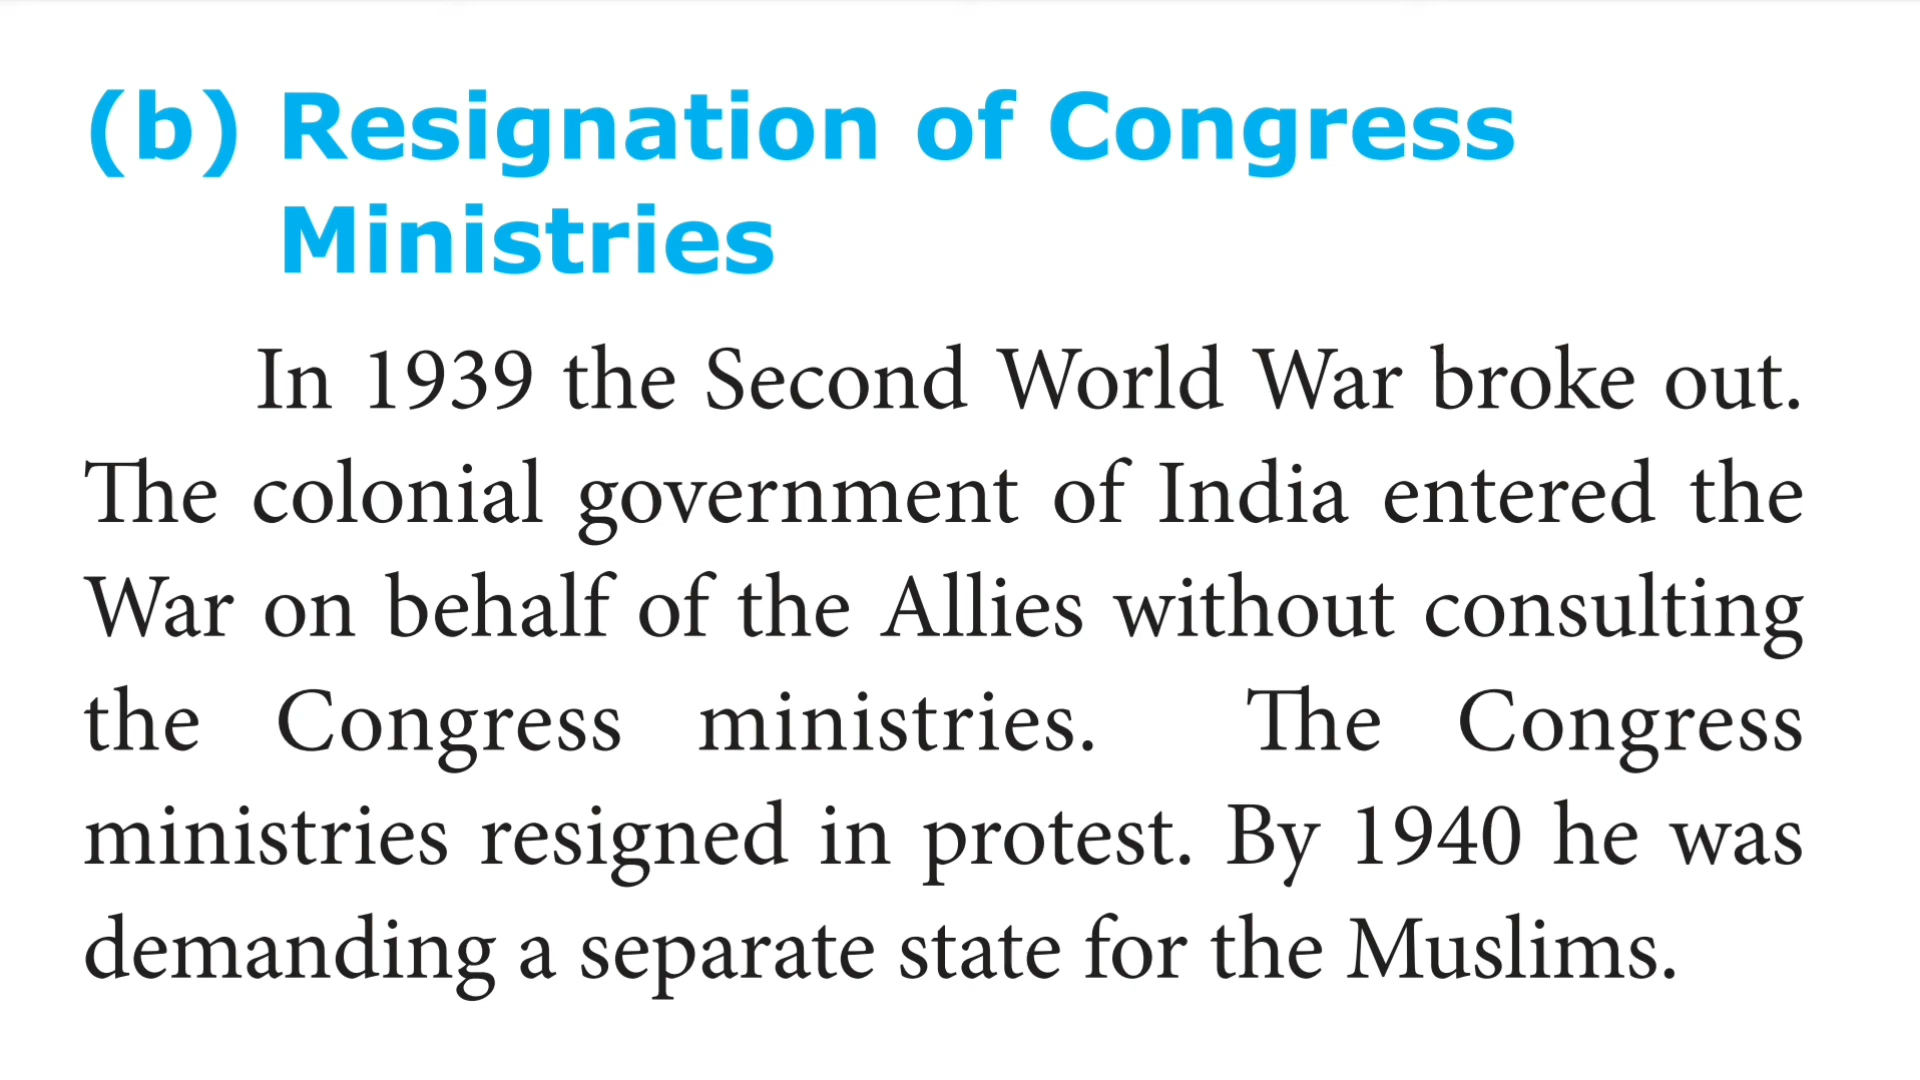 (b) Resignation of Congress
Ministries
In 1939 the Second World War broke out.
The colonial government of India entered the
War on behalf of the Allies without consulting
the Congress ministries. The Congress
ministries resigned in protest. By 1940 he was
demanding a separate state for the Muslims.